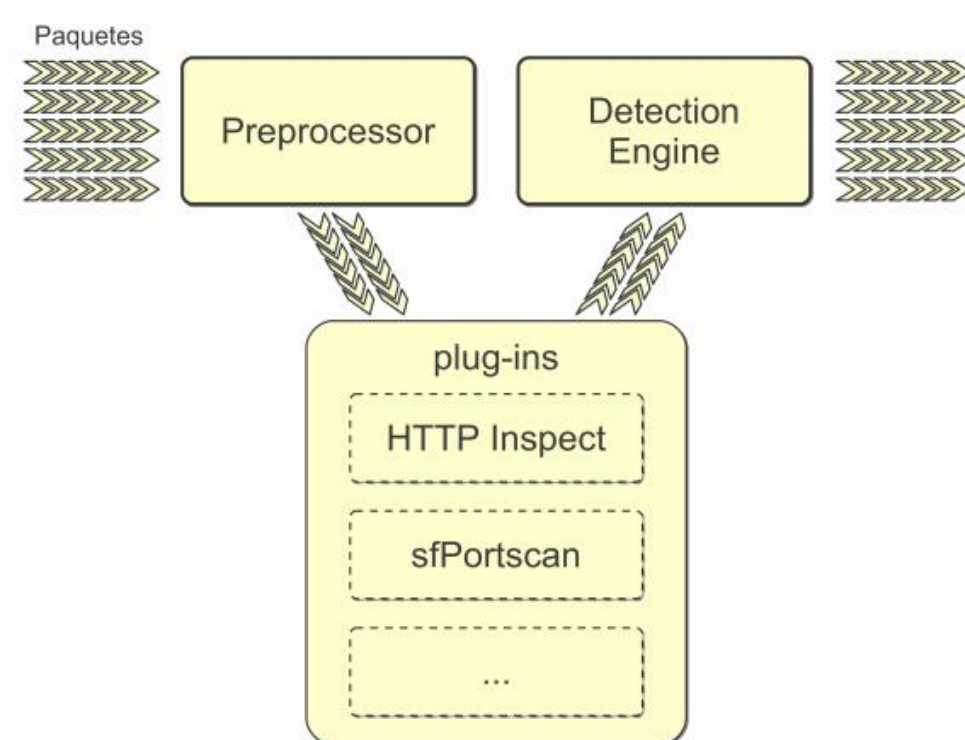 Paquetes
Preprocessor
Detection
Engine
plug-ins
HTTP Inspect
sfPortscan
...